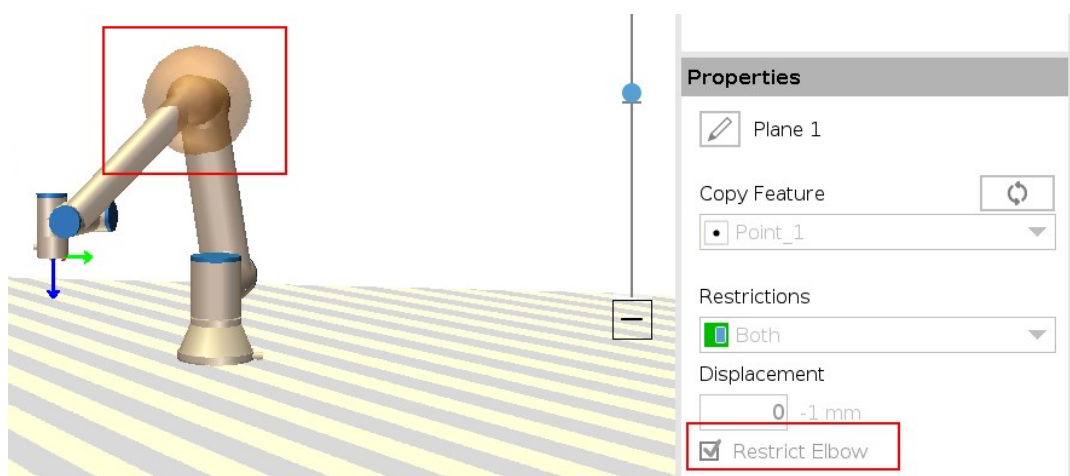 Properties
Plane 1
Copy Feature
Point_1
Restrictions
Both
Displacement
0 -1 mm
Restrict Elbow